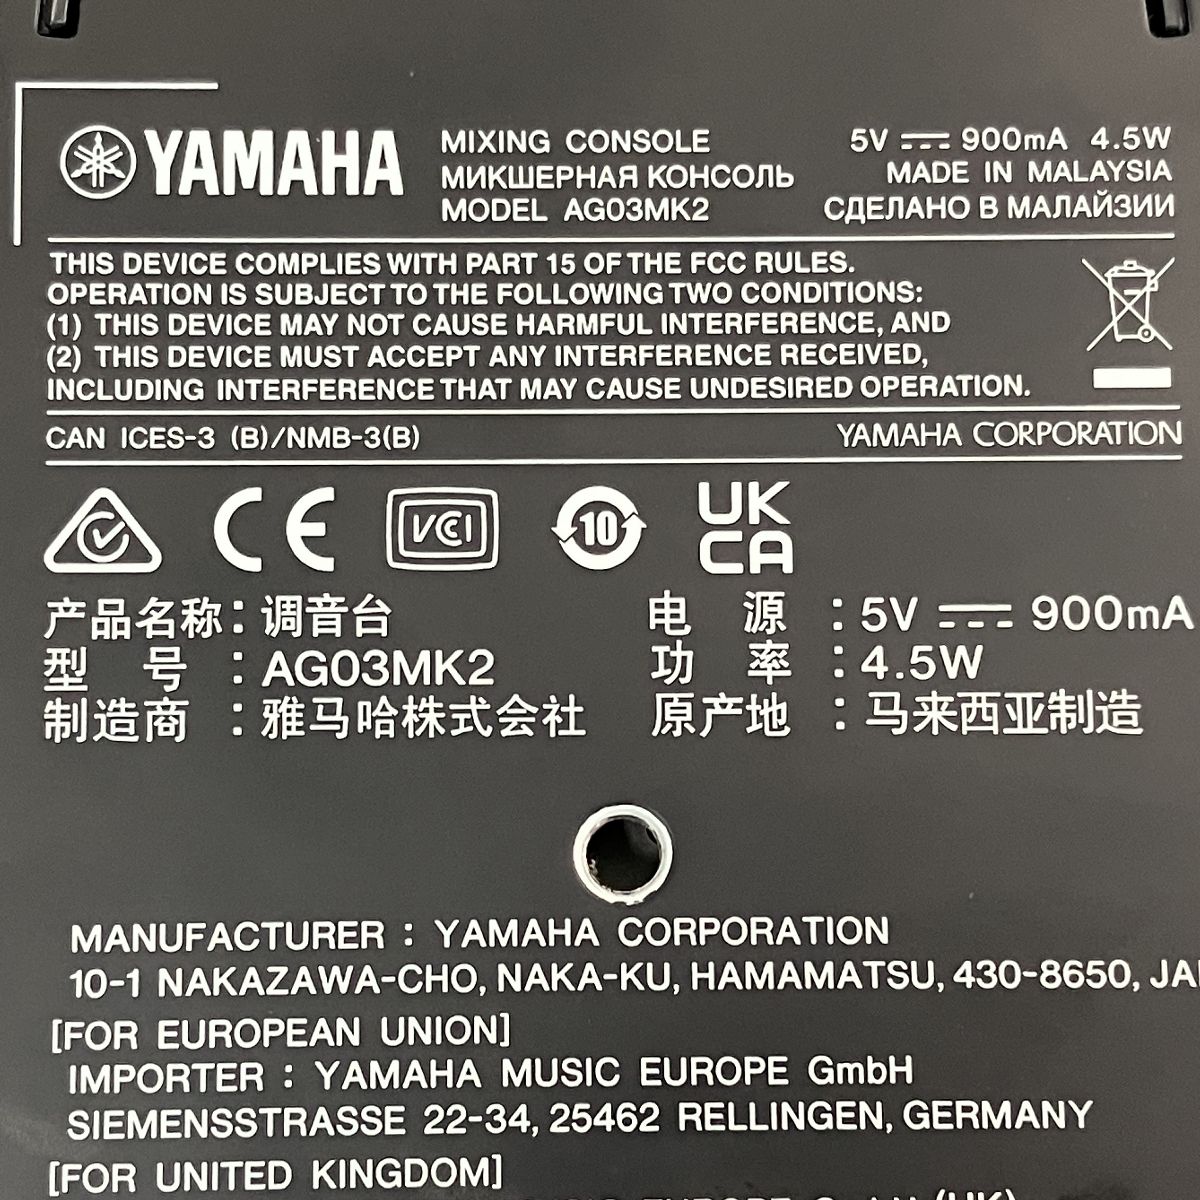 YAMAHA
MIXING CONSOLE
МИКШЕРНАЯ КОНСОЛЬ
MODEL AG03MK2
5V 900mA 4.5W
MADE IN MALAYSIA
СДЕЛАНО В МАЛАЙЗИИ
THIS DEVICE COMPLIES WITH PART 15 OF THE FCC RULES.
OPERATION IS SUBJECT TO THE FOLLOWING TWO CONDITIONS:
(1) THIS DEVICE MAY NOT CAUSE HARMFUL INTERFERENCE, AND
(2) THIS DEVICE MUST ACCEPT ANY INTERFERENCE RECEIVED,
INCLUDING INTERFERENCE THAT MAY CAUSE UNDESIRED OPERATION.
CAN ICES-3 (B)/NMB-3(B)
YAMAHA CORPORATION
CE VCCI 10 UK
CA
产品名称：调音台 电 源：5V 900mA
型 号：AG03MK2 功 率：4.5W
制造商：雅马哈株式会社 原产地：马来西亚制造
MANUFACTURER : YAMAHA CORPORATION
10-1 NAKAZAWA-CHO, NAKA-KU, HAMAMATSU, 430-8650,
[FOR EUROPEAN UNION]
IMPORTER : YAMAHA MUSIC EUROPE GmbH
SIEMENSSTRASSE 22-34, 25462 RELLINGEN, GERMANY
[FOR UNITED KINGDOM]